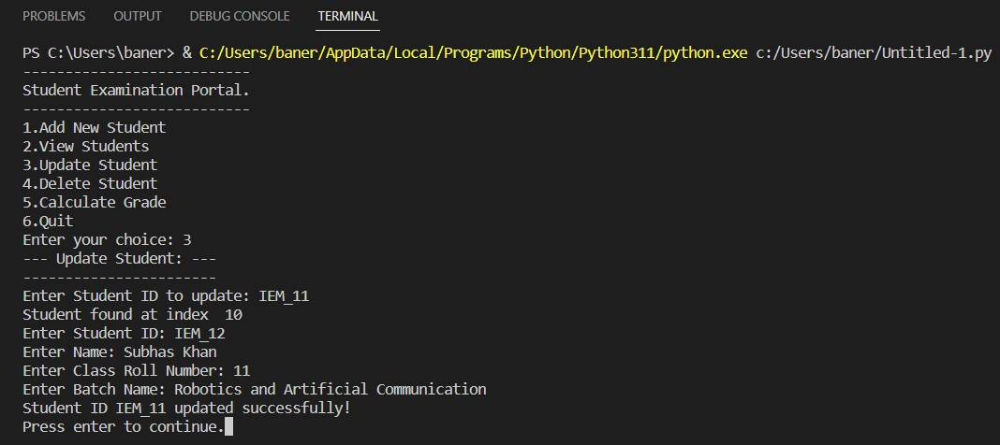 PROBLEMS OUTPUT DEBUG CONSOLE TERMINAL
PS C:\Users\baner> & C:/Users/baner/AppData/Local/Programs/Python/Python311/python.exe c:/Users/baner/Untitled-1.py
---------------------------
Student Examination Portal.
---------------------------
1.Add New Student
2.View Students
3.Update Student
4.Delete Student
5.Calculate Grade
6.Quit
Enter your choice: 3
--- Update Student: ---
-----------------------
Enter Student ID to update: IEM_11
Student found at index  10
Enter Student ID: IEM_12
Enter Name: Subhas Khan
Enter Class Roll Number: 11
Enter Batch Name: Robotics and Artificial Communication
Student ID IEM_11 updated successfully!
Press enter to continue.